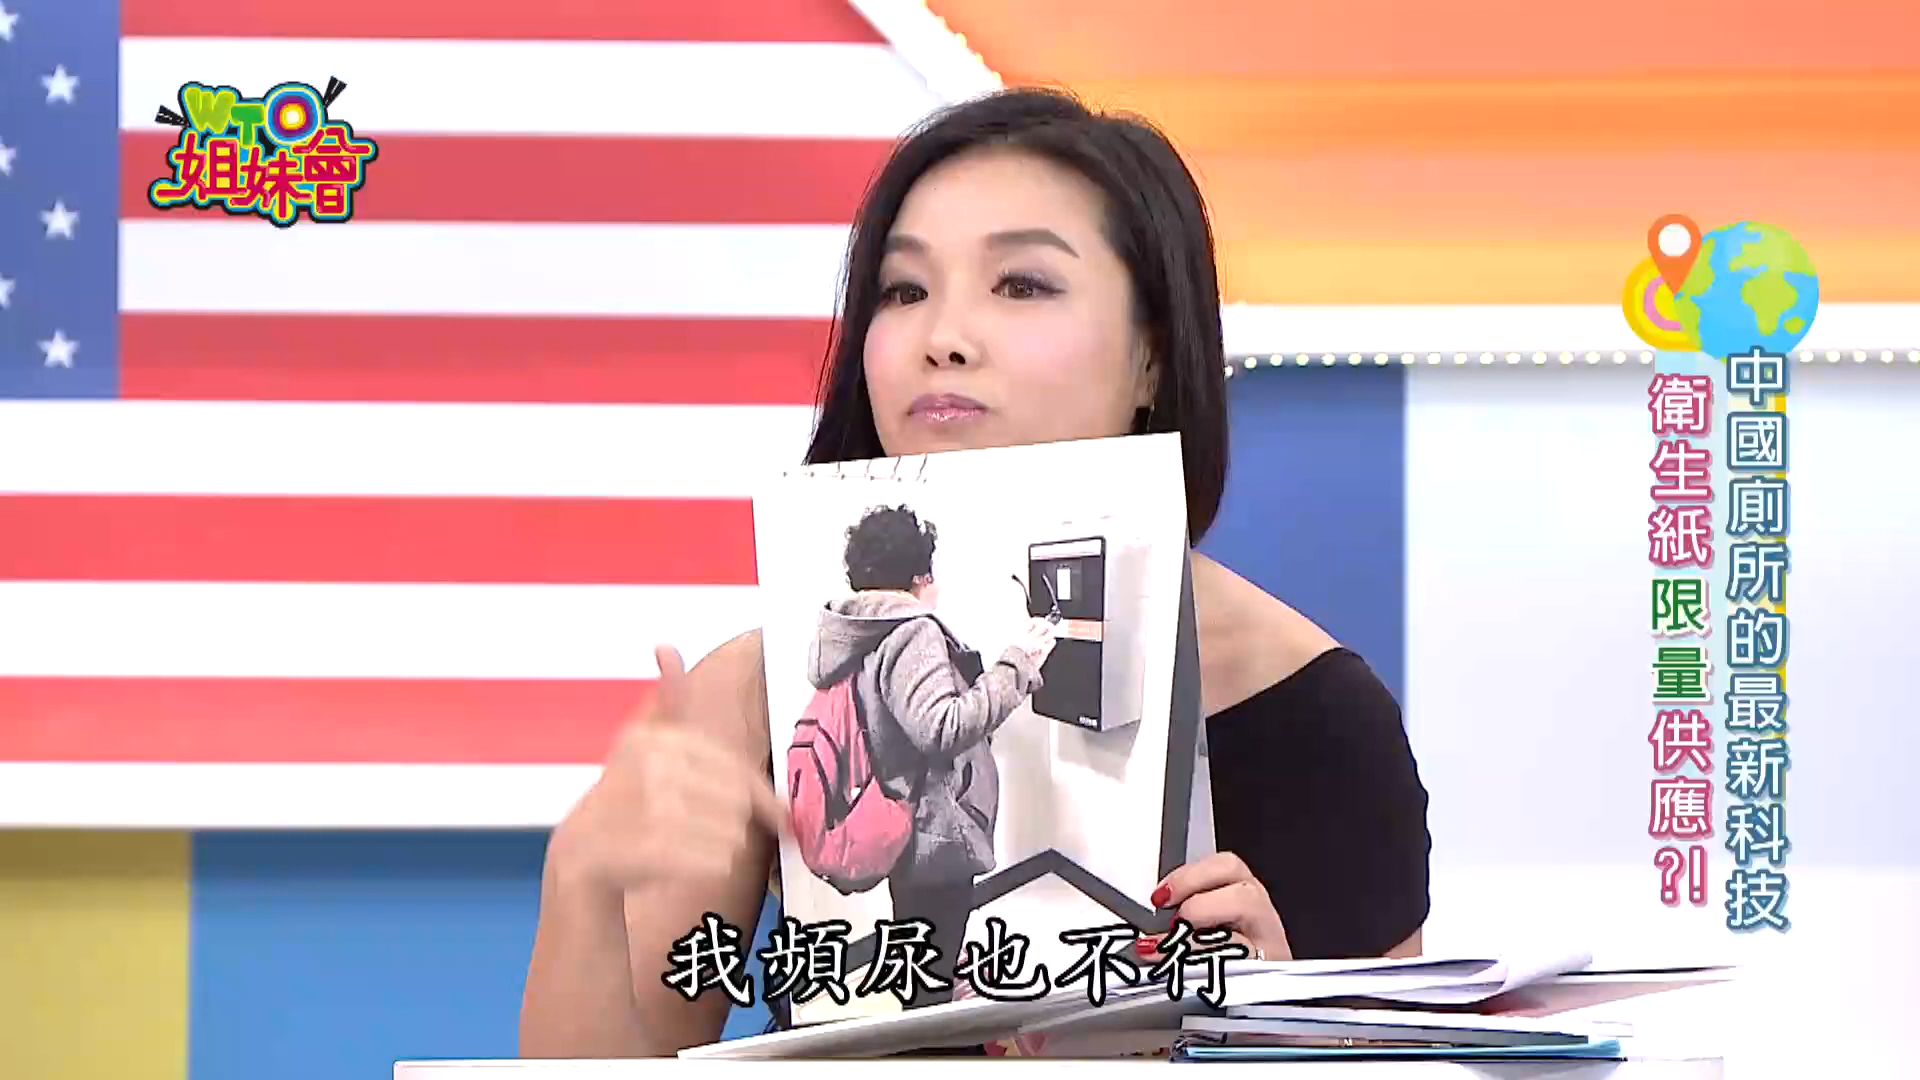 WTO
姐妹會
中國廁所的最新科技
衛生紙限量供應?!
我頻尿也不行